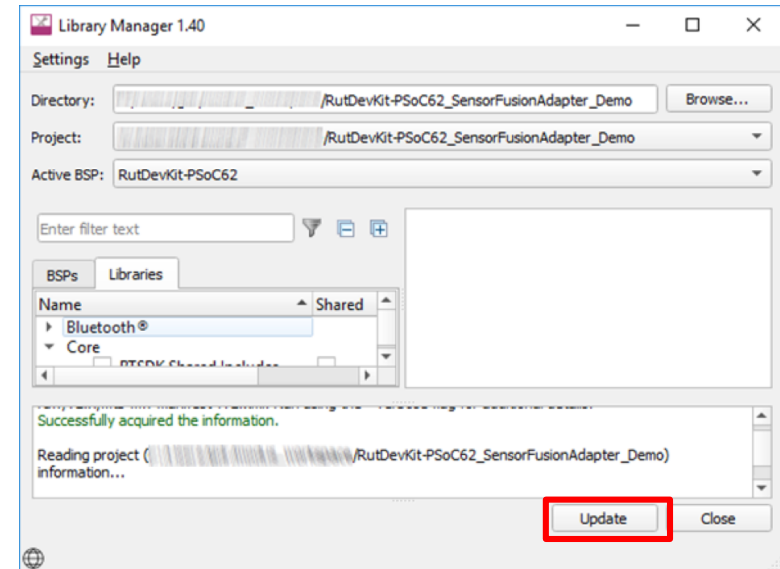 Library Manager 1.40
Settings Help
Directory: /RutDevKit-PSoC62_SensorFusionAdapter_Demo Browse...
Project: /RutDevKit-PSoC62_SensorFusionAdapter_Demo
Active BSP: RutDevKit-PSoC62
Enter filter text
BSPs Libraries
Name Shared
Bluetooth®
Core
Successfully acquired the information.
Reading project ( /RutDevKit-PSoC62_SensorFusionAdapter_Demo)
information...
Update Close